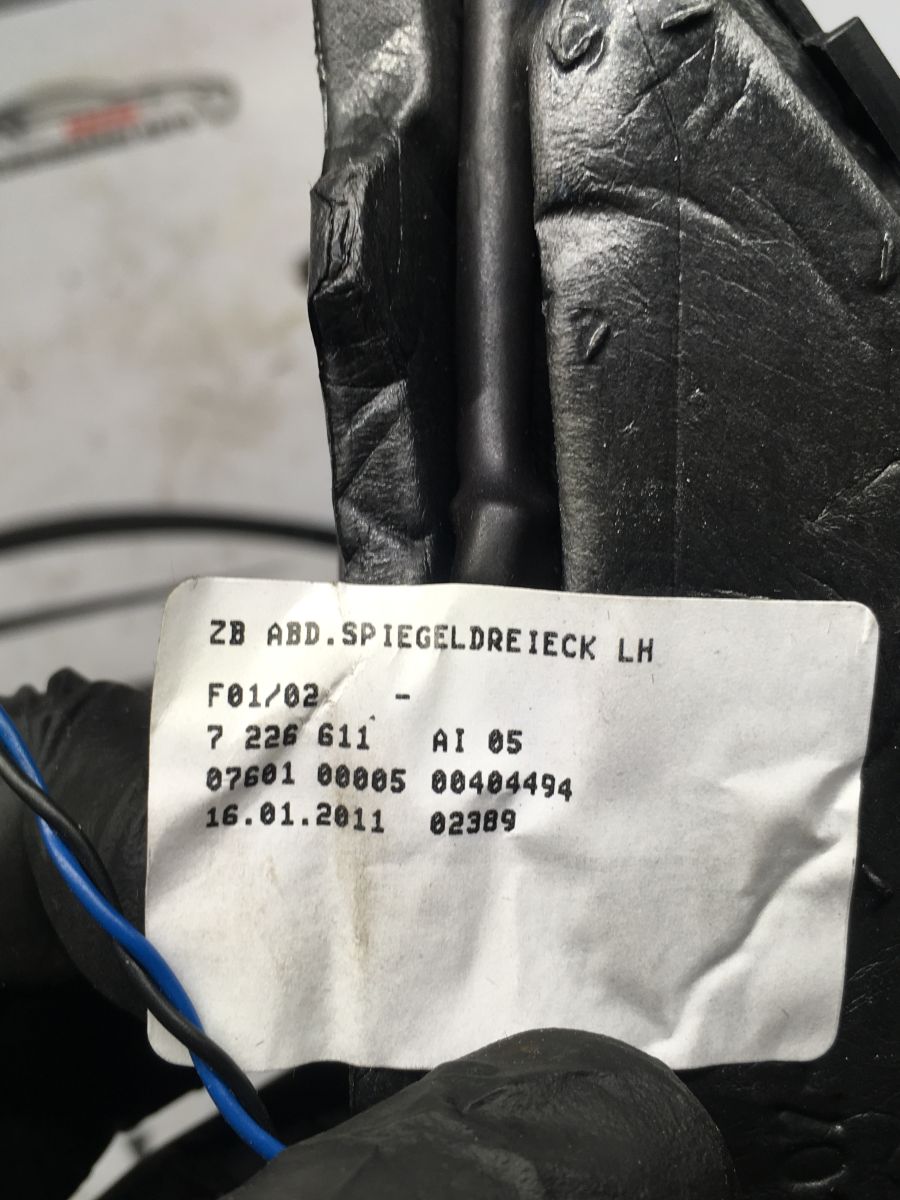 ZB ABD.SPIEGELDREIECK LH
F01/02 -
7 226 611 AI 05
07601 00005 00404494
16.01.2011 02389